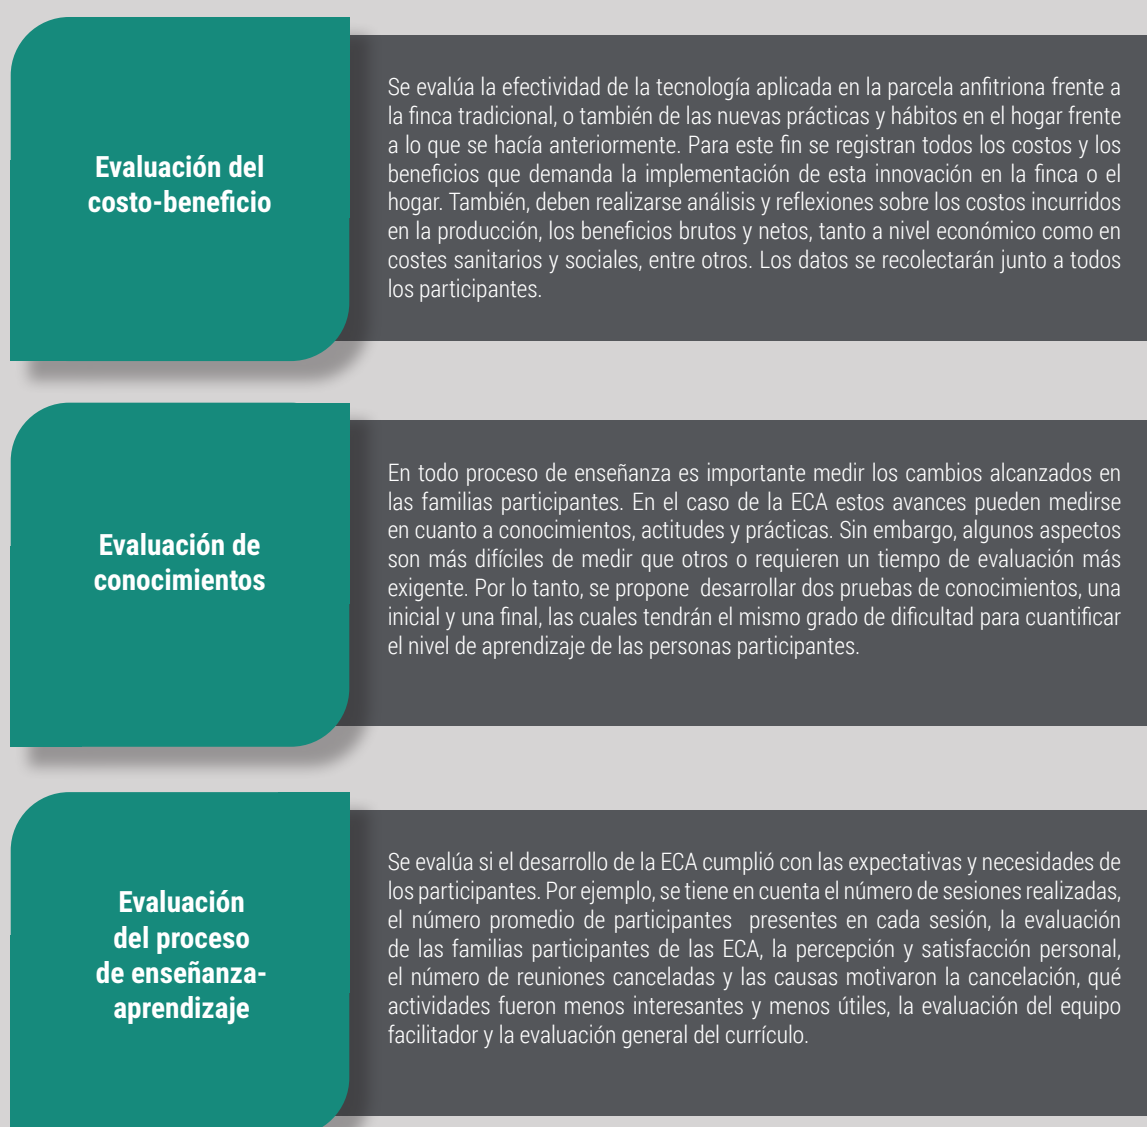 Evaluación del
costo-beneficio
Se evalúa la efectividad de la tecnología aplicada en la parcela anfitriona frente a
la finca tradicional, o también de las nuevas prácticas y hábitos en el hogar frente
a lo que se hacía anteriormente. Para este fin se registran todos los costos y los
beneficios que demanda la implementación de esta innovación en la finca o el
hogar. También, deben realizarse análisis y reflexiones sobre los costos incurridos
en la producción, los beneficios brutos y netos, tanto a nivel económico como en
costes sanitarios y sociales, entre otros. Los datos se recolectarán junto a todos
los participantes.
Evaluación de
conocimientos
En todo proceso de enseñanza es importante medir los cambios alcanzados en
las familias participantes. En el caso de la ECA estos avances pueden medirse
en cuanto a conocimientos, actitudes y prácticas. Sin embargo, algunos aspectos
son más difíciles de medir que otros o requieren un tiempo de evaluación más
exigente. Por lo tanto, se propone desarrollar dos pruebas de conocimientos, una
inicial y una final, las cuales tendrán el mismo grado de dificultad para cuantificar
el nivel de aprendizaje de las personas participantes.
Evaluación
del proceso
de enseñanza-
aprendizaje
Se evalúa si el desarrollo de la ECA cumplió con las expectativas y necesidades de
los participantes. Por ejemplo, se tiene en cuenta el número de sesiones realizadas,
el número promedio de participantes presentes en cada sesión, la evaluación
de las familias participantes de las ECA, la percepción y satisfacción personal,
el número de reuniones canceladas y las causas motivaron la cancelación, qué
actividades fueron menos interesantes y menos útiles, la evaluación del equipo
facilitador y la evaluación general del currículo.